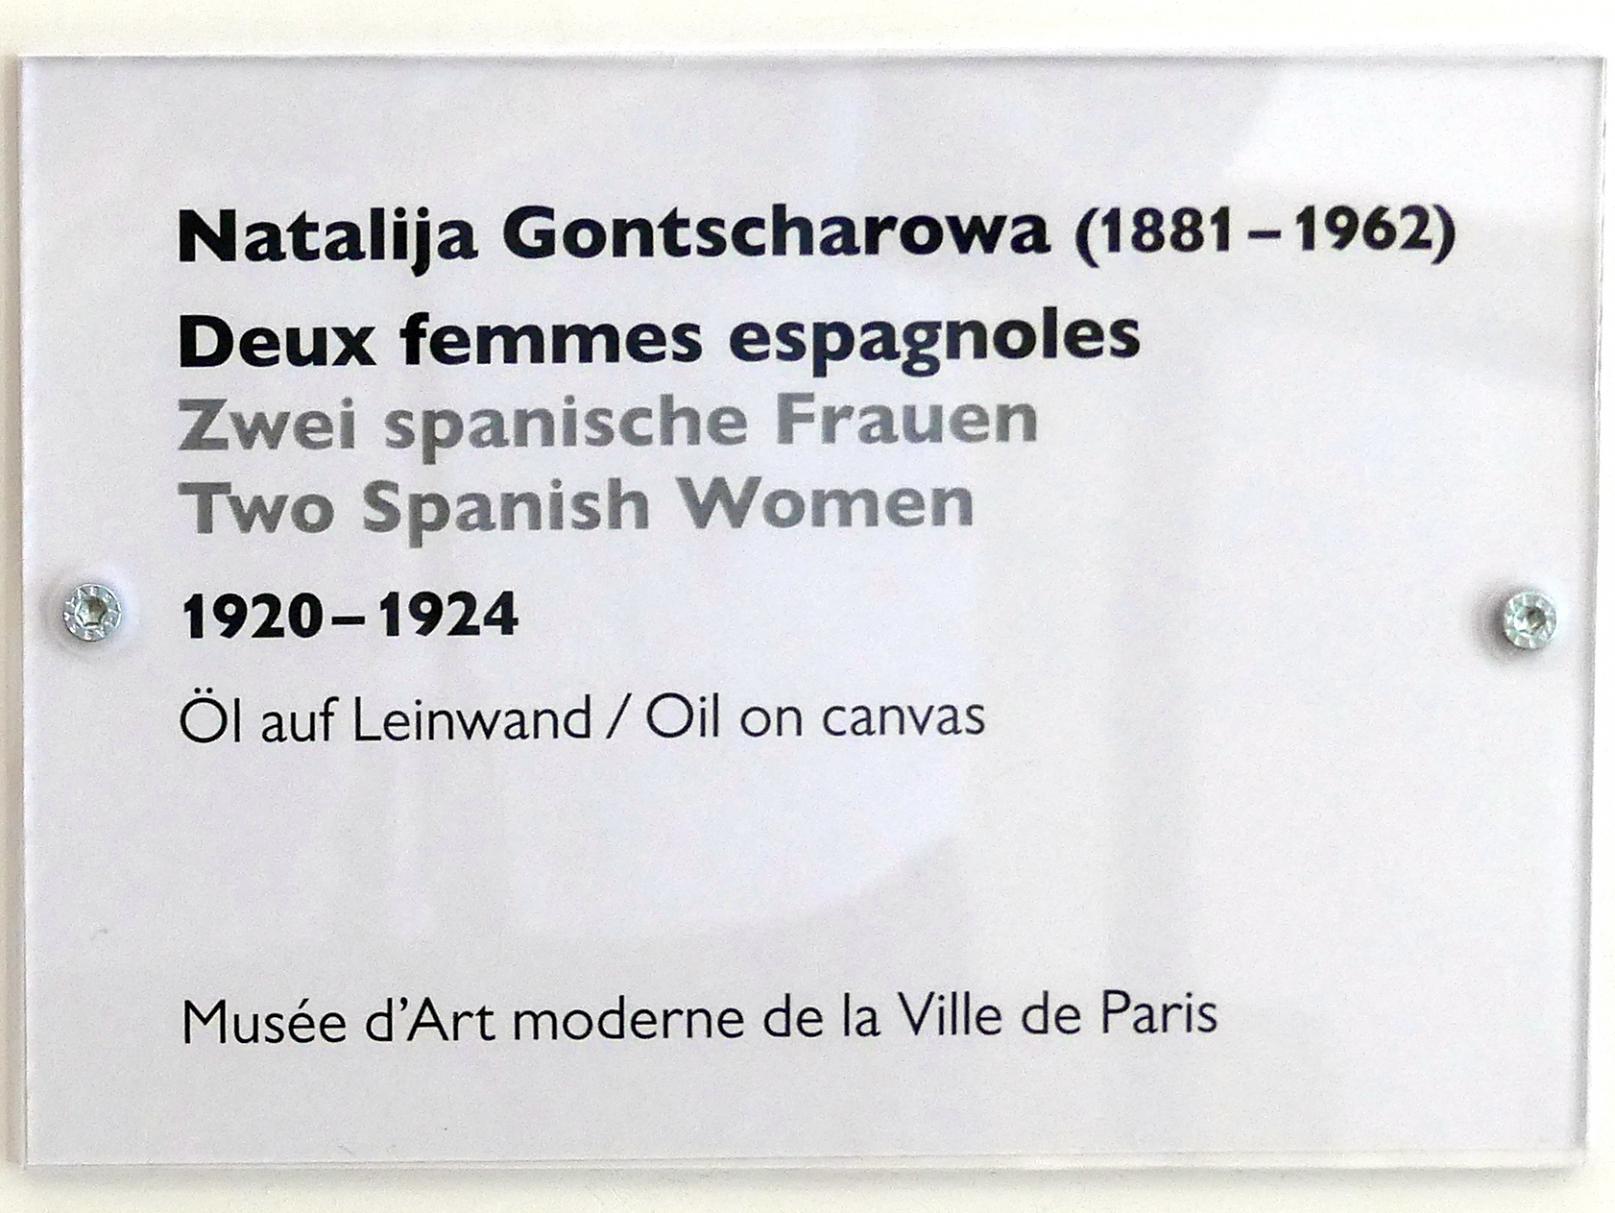 Natalija Gontscharowa (1881–1962)
Deux femmes espagnoles
Zwei spanische Frauen
Two Spanish Women
1920–1924
Öl auf Leinwand / Oil on canvas
Musée d’Art moderne de la Ville de Paris